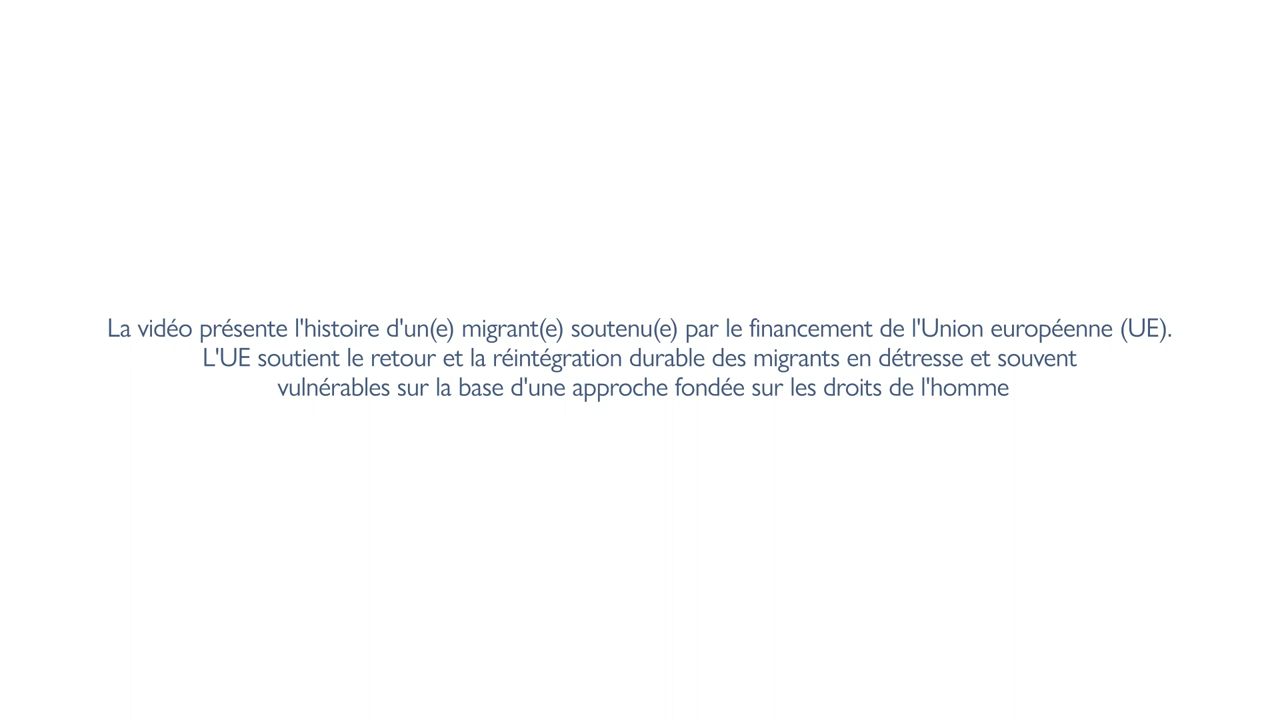 La vidéo présente l'histoire d'un(e) migrant(e) soutenu(e) par le financement de l'Union européenne (UE).
L'UE soutient le retour et la réintégration durable des migrants en détresse et souvent
vulnérables sur la base d'une approche fondée sur les droits de l'homme